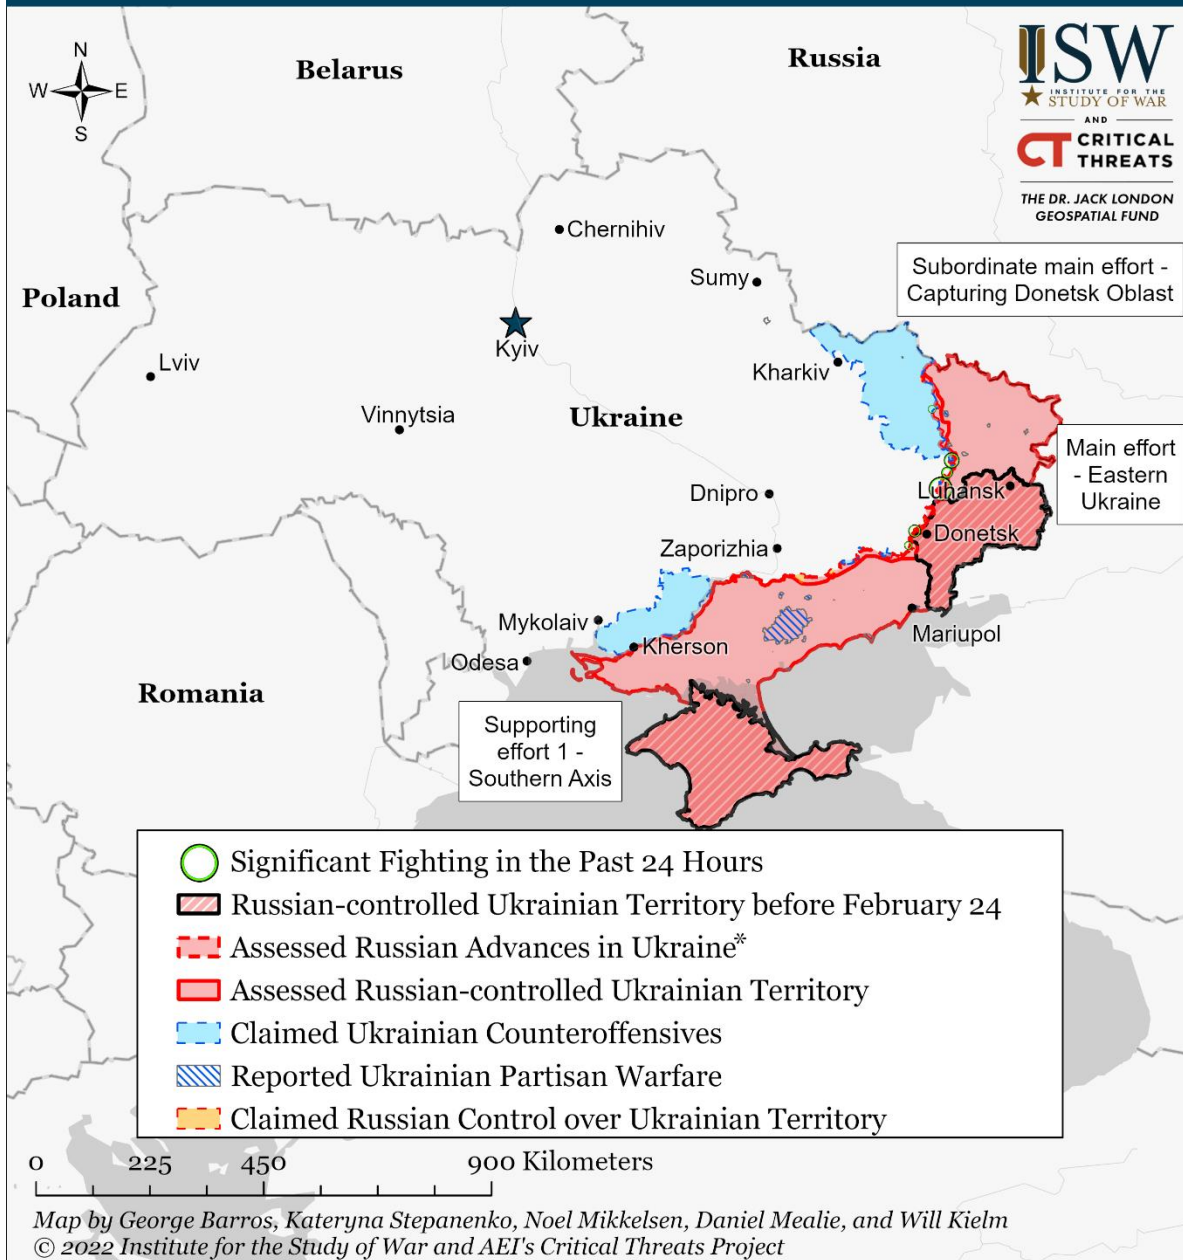 N
W E
S
Belarus
Russia
ISW
INSTITUTE FOR THE
STUDY OF WAR
AND
CT CRITICAL
THREATS
THE DR. JACK LONDON
GEOSPATIAL FUND
Chernihiv
Sumy
Subordinate main effort -
Capturing Donetsk Oblast
Poland
Kyiv
Lviv
Kharkiv
Vinnytsia
Ukraine
Main effort
- Eastern
Ukraine
Dnipro
Luhansk
Donetsk
Zaporizhia
Mykolaiv
Mariupol
Kherson
Odesa
Romania
Supporting
effort 1 -
Southern Axis
Significant Fighting in the Past 24 Hours
Russian-controlled Ukrainian Territory before February 24
Assessed Russian Advances in Ukraine*
Assessed Russian-controlled Ukrainian Territory
Claimed Ukrainian Counteroffensives
Reported Ukrainian Partisan Warfare
Claimed Russian Control over Ukrainian Territory
0 225 450 900 Kilometers
Map by George Barros, Kateryna Stepanenko, Noel Mikkelsen, Daniel Mealie, and Will Kielm
© 2022 Institute for the Study of War and AEI's Critical Threats Project